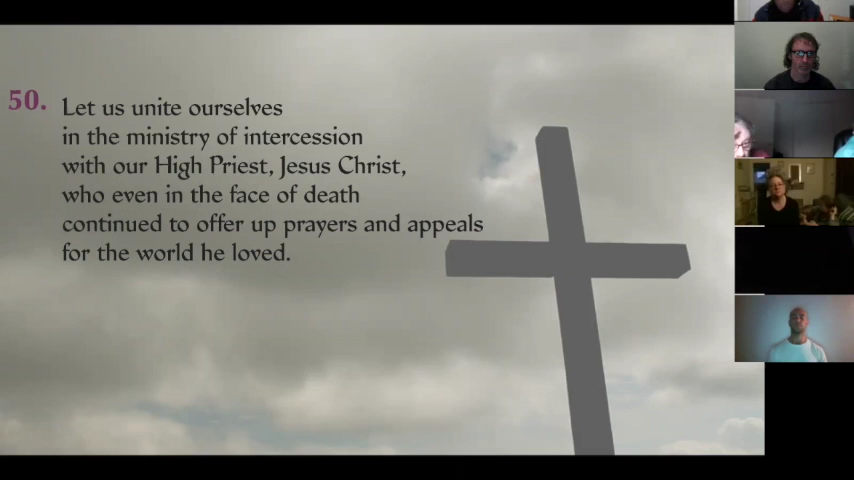 50. Let us unite ourselves
in the ministry of intercession
with our High Priest, Jesus Christ,
who even in the face of death
continued to offer up prayers and appeals
for the world he loved.